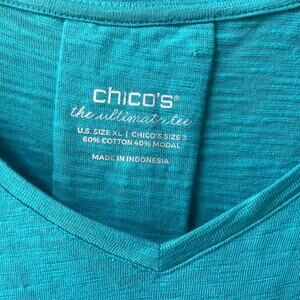 chico's®
the ultimate tee
U.S. SIZE XL | CHICO'S SIZE 3
60% COTTON 40% MODAL
MADE IN INDONESIA